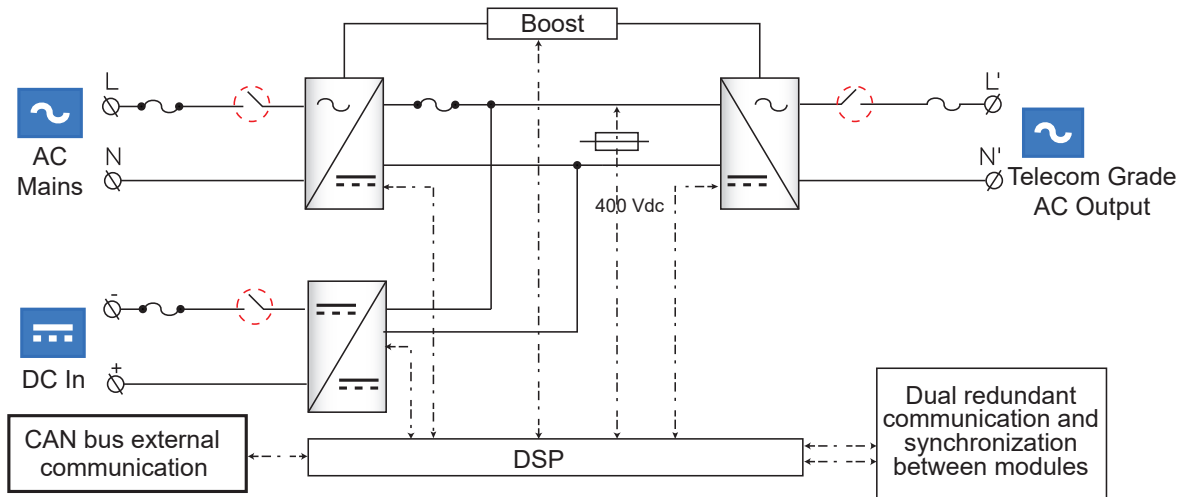 Boost
L
L'
AC
Mains
N
N'
Telecom Grade
AC Output
400 Vdc
-
+
DC In
CAN bus external
communication
DSP
Dual redundant
communication and
synchronization
between modules